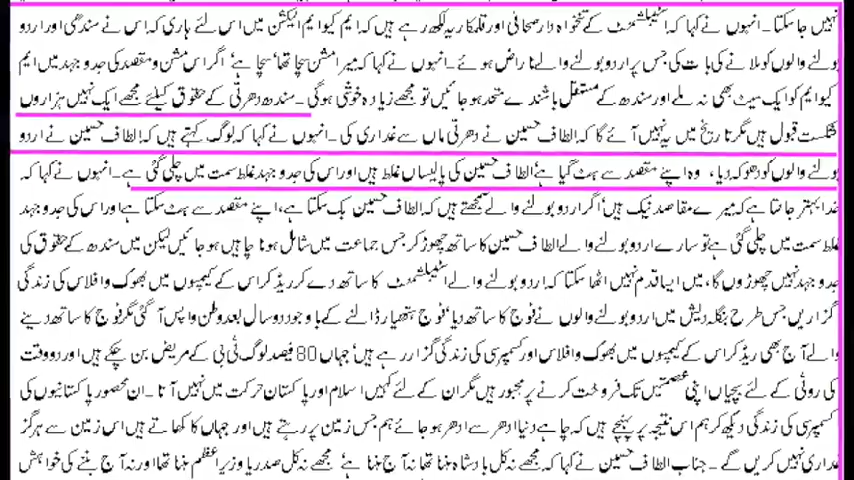 نہیں جا سکتا۔ انہوں نے کہا کہ اسٹیبلشمنٹ کے تنخواہ دار صحافی اور قلمکار یہ لکھ رہے ہیں کہ ایم کیو ایم الیکشن میں اس لئے ہاری کہ اس نے سندھی اور اردو
بولنے والوں کو ملانے کی بات کی جس پر اردو بولنے والے ناراض ہوئے۔ انہوں نے کہا کہ میرا مشن سچا تھا، سچا ہے، اگر اس مشن و مقصد کی جدوجہد میں ایم
کیو ایم کو ایک سیٹ بھی نہ ملے اور سندھ کے مستقل باشندے متحد ہو جائیں تو مجھے زیادہ خوشی ہوگی۔ سندھ دھرتی کے حقوق کیلئے مجھے ایک نہیں ہزاروں
شکست قبول ہیں مگر تاریخ میں یہ نہیں آئے گا کہ الطاف حسین نے دھرتی ماں سے غداری کی۔ انہوں نے کہا کہ لوگ کہتے ہیں کہ الطاف حسین نے اردو
بولنے والوں کو دھوکہ دیا، وہ اپنے مقصد سے ہٹ گیا ہے، الطاف حسین کی پالیساں غلط ہیں اور اس کی جدوجہد غلط سمت میں چلی گئی ہے۔ انہوں نے کہا کہ
خدا بہتر جانتا ہے کہ میرے مقاصد نیک ہیں، اگر اردو بولنے والے سمجھتے ہیں کہ الطاف حسین بک سکتا ہے، اپنے مقصد سے ہٹ سکتا ہے اور اس کی جدوجہد
غلط سمت میں چلی گئی ہے تو سارے اردو بولنے والے الطاف حسین کا ساتھ چھوڑ کر جس جماعت میں شامل ہونا چاہیں ہو جائیں لیکن میں سندھ کے حقوق کی
جدوجہد نہیں چھوڑوں گا، میں ایسا قدم نہیں اٹھا سکتا کہ اردو بولنے والے اسٹیبلشمنٹ کا ساتھ دے کر ریڈ کراس کے کیمپوں میں بھوک و افلاس کی زندگی
گزاریں جس طرح بنگلہ دیش میں اردو بولنے والوں نے فوج کا ساتھ دیا، فوج ہتھیار ڈالنے کے باوجود دو سال بعد وطن واپس آ گئی مگر فوج کا ساتھ دینے
والے آج بھی ریڈ کراس کے کیمپوں میں بھوک و افلاس اور کسمپرسی کی زندگی گزار رہے ہیں، جہاں 80 فیصد لوگ ٹی بی کے مریض بن چکے ہیں اور دو وقت
کی روٹی کے لئے بچیاں اپنی عصمتیں تک فروخت کرنے پر مجبور ہیں مگر ان کے لئے کہیں اسلام اور پاکستان حرکت میں نہیں آتا۔ ان محصور پاکستانیوں کی
کسمپرسی کی زندگی دیکھ کر ہم اس نتیجہ پر پہنچے ہیں کہ چاہے دنیا ادھر سے ادھر ہو جائے ہم جس زمین پر رہتے ہیں اور جہاں کا کھاتے ہیں اس زمین سے ہرگز
غداری نہیں کریں گے۔ جناب الطاف حسین نے کہا کہ مجھے نہ کل بادشاہ بننا تھا نہ آج بننا ہے، مجھے نہ کل صدر یا وزیر اعظم بننا تھا اور نہ آج بننے کی خواہش